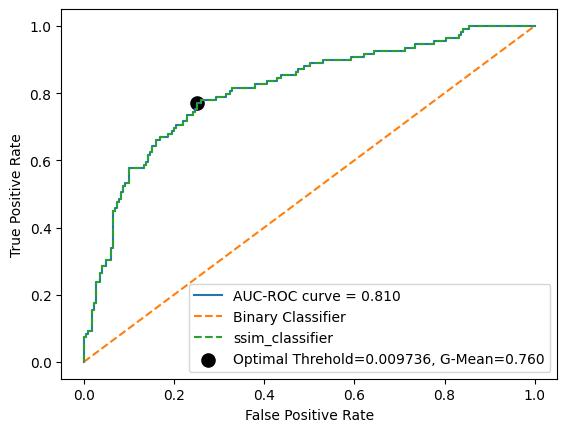 1.0
0.8
0.6
0.4
0.2
0.0
True Positive Rate
AUC-ROC curve = 0.810
Binary Classifier
ssim_classifier
Optimal Threhold=0.009736, G-Mean=0.760
0.0 0.2 0.4 0.6 0.8 1.0
False Positive Rate